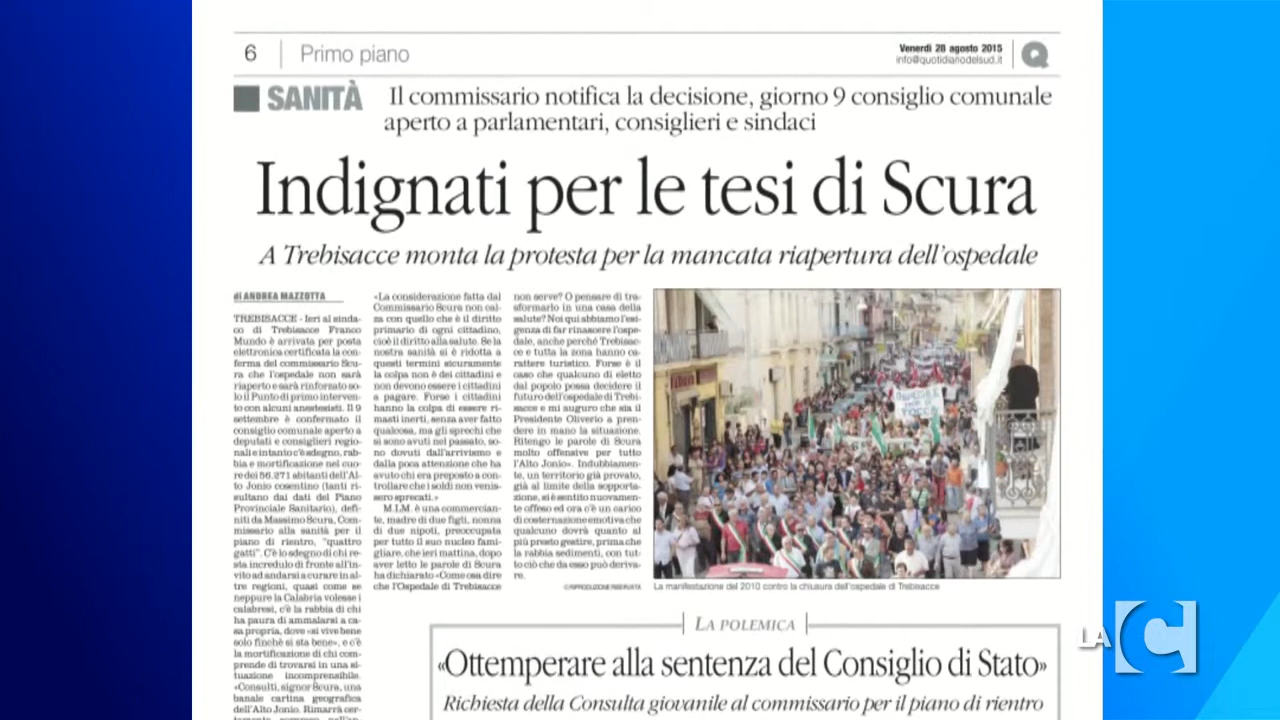 6
Primo piano
Venerdì 28 agosto 2015
info@quotidianodelsud.it
SANITÀ
Il commissario notifica la decisione, giorno 9 consiglio comunale
aperto a parlamentari, consiglieri e sindaci
Indignati per le tesi di Scura
A Trebisacce monta la protesta per la mancata riapertura dell'ospedale
di ANDREA MAZZOTTA
TREBISACCE - Ieri al sinda-
co di Trebisacce Franco
Mundo è arrivata per posta
elettronica certificata la con-
ferma del commissario Scu-
ra che l'ospedale non sarà
riaperto e sarà rinforzato so-
lo il Punto di primo interven-
to con alcuni anestesisti. Il 9
settembre è confermato il
consiglio comunale aperto a
deputati e consiglieri regio-
nali e intanto c'è sdegno, rab-
bia e mortificazione nel cuo-
re dei 56.271 abitanti dell'Al-
to Jonio cosentino (tanti ri-
sultano dai dati del Piano
Provinciale Sanitario), defi-
niti da Massimo Scura, Com-
missario alla sanità per il
piano di rientro, "quattro
gatti". C'è lo sdegno di chi re-
sta incredulo di fronte all'in-
vito ad andarsi a curare in al-
tre regioni, quasi come se
neppure la Calabria volesse i
calabresi, c'è la rabbia di chi
ha paura di ammalarsi a ca-
sa propria, dove «si vive bene
solo finchè si sta bene», e c'è
la mortificazione di chi com-
prende di trovarsi in una si-
tuazione incomprensibile.
«Consulti, signor Scura, una
banale cartina geografica
dell'Alto Jonio. Rimarrà cer-
«La considerazione fatta dal
Commissario Scura non cal-
za con quello che è il diritto
primario di ogni cittadino,
cioè il diritto alla salute. Se la
nostra sanità si è ridotta a
questi termini sicuramente
la colpa non è dei cittadini e
non devono essere i cittadini
a pagare. Forse i cittadini
hanno la colpa di essere ri-
masti inerti, senza aver fatto
qualcosa, ma gli sprechi che
si sono avuti nel passato, so-
no dovuti dall'arrivismo e
dalla poca attenzione che ha
avuto chi era preposto a con-
trollare che i soldi non venis-
sero sprecati.»
M.I.M. è una commercian-
te, madre di due figli, nonna
di due nipoti, preoccupata
per tutto il suo nucleo fami-
gliare, che ieri mattina, dopo
aver letto le parole di Scura
ha dichiarato «Come osa dire
che l'Ospedale di Trebisacce
non serve? O pensare di tra-
sformarlo in una casa della
salute? Noi qui abbiamo l'esi-
genza di far rinascere l'ospe-
dale, anche perché Trebisac-
ce e tutta la zona hanno ca-
rattere turistico. Forse è il
caso che qualcuno di eletto
dal popolo possa decidere il
futuro dell'ospedale di Trebi-
sacce e mi auguro che sia il
Presidente Oliverio a pren-
dere in mano la situazione.
Ritengo le parole di Scura
molto offensive per tutto
l'Alto Jonio». Indubbiamen-
te, un territorio già provato,
già al limite della sopporta-
zione, si è sentito nuovamen-
te offeso ed ora c'è un carico
di costernazione emotiva che
qualcuno dovrà quanto al
più presto gestire, prima che
la rabbia sedimenti, con tut-
to ciò che da essa può deriva-
re.
©RIPRODUZIONE RISERVATA
La manifestazione del 2010 contro la chiusura dell'ospedale di Trebisacce
LA POLEMICA
«Ottemperare alla sentenza del Consiglio di Stato»
Richiesta della Consulta giovanile al commissario per il piano di rientro
LA C